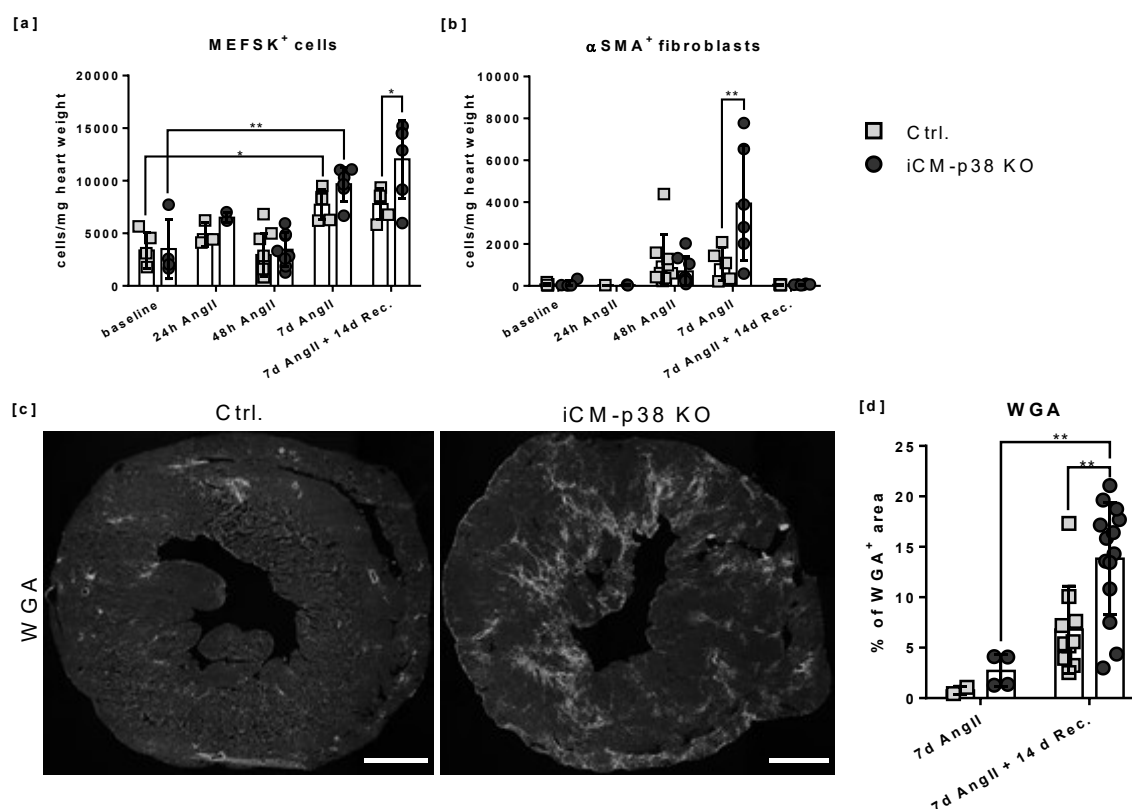 [a]
MEFSK+ cells
20000
15000
10000
5000
0
cells/mg heart weight
*
**
*
baseline
24h AngII
48h AngII
7d AngII
7d AngII + 14d Rec.
[b]
αSMA+ fibroblasts
10000
8000
6000
4000
2000
0
cells/mg heart weight
**
baseline
24h AngII
48h AngII
7d AngII
7d AngII + 14d Rec.
Ctrl.
iCM-p38 KO
[c]
Ctrl.
iCM-p38 KO
WGA
[d]
WGA
25
20
15
10
5
0
% of WGA+ area
**
**
7d AngII
7d AngII + 14 d Rec.